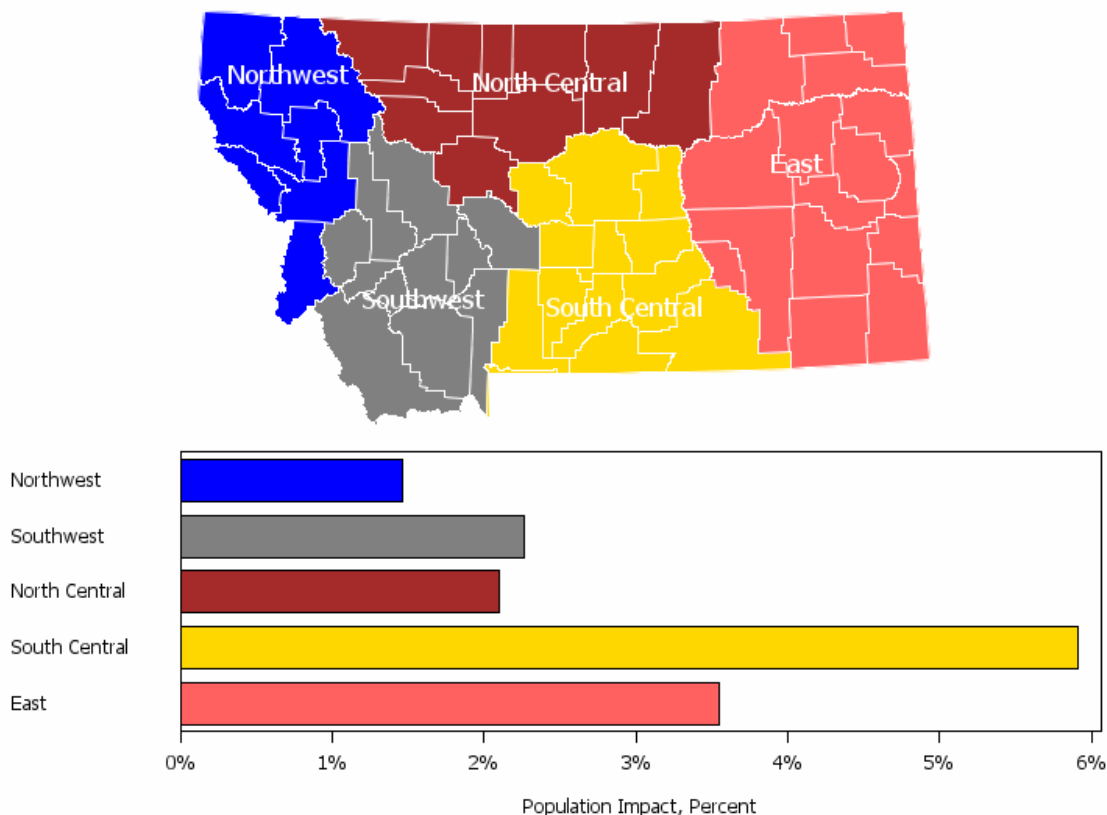 Northwest
North Central
East
Southwest
South Central
Northwest
Southwest
North Central
South Central
East
0% 1% 2% 3% 4% 5% 6%
Population Impact, Percent